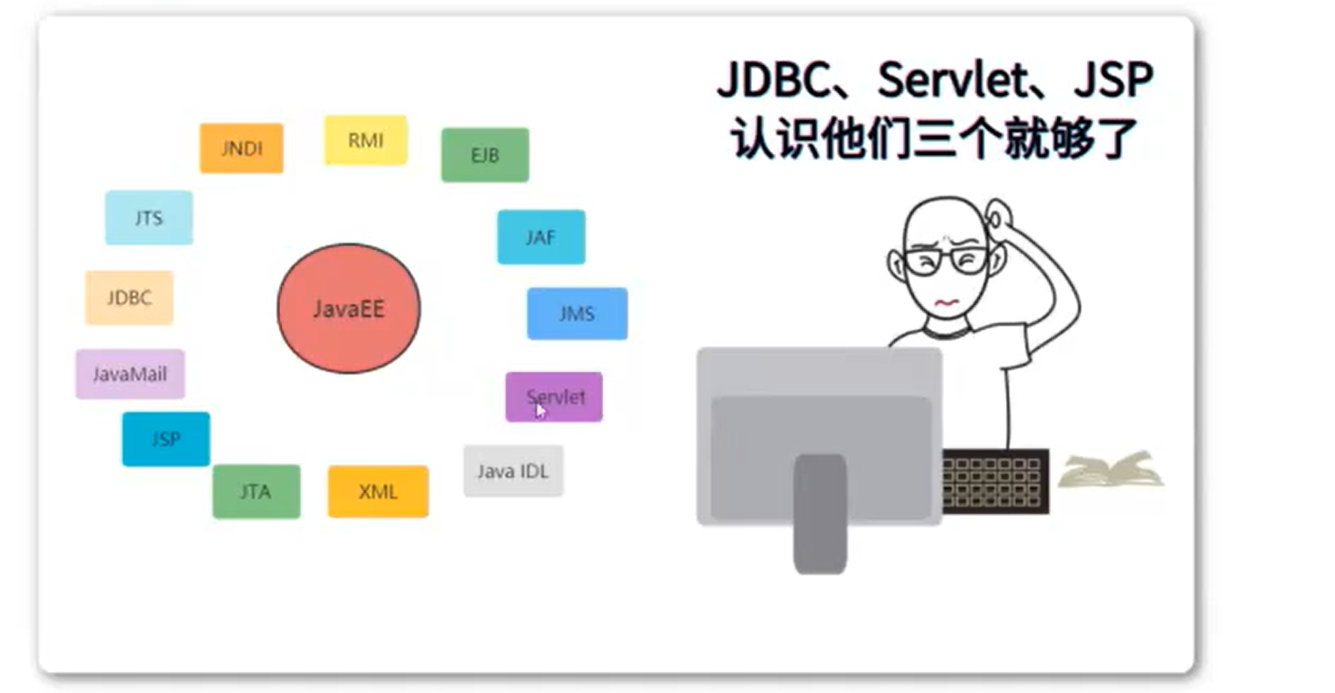 JDBC、Servlet、JSP
认识他们三个就够了
JNDI
RMI
EJB
JTS
JAF
JDBC
JavaEE
JMS
JavaMail
Servlet
JSP
Java IDL
JTA
XML